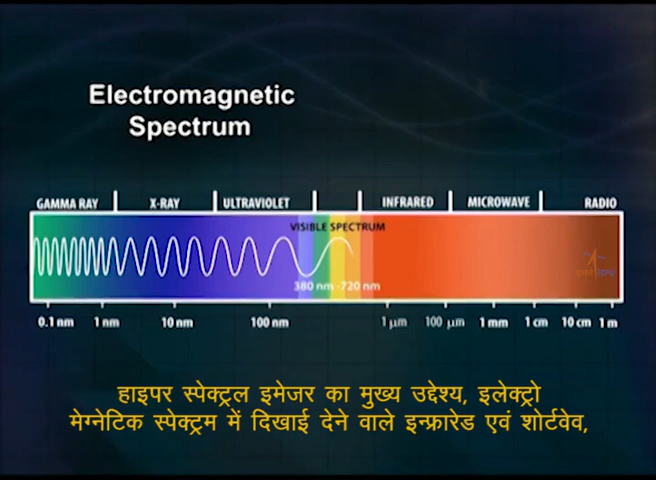 Electromagnetic
Spectrum
GAMMA RAY X-RAY ULTRAVIOLET INFRARED MICROWAVE RADIO
VISIBLE SPECTRUM
380 nm -720 nm
0.1 nm 1 nm 10 nm 100 nm 1 µm 100 µm 1 mm 1 cm 10 cm 1 m
हाइपर स्पेक्ट्रल इमेजर का मुख्य उद्देश्य, इलेक्ट्रो
मेग्नेटिक स्पेक्ट्रम में दिखाई देने वाले इन्फ्रारेड एवं शोर्टवेव,